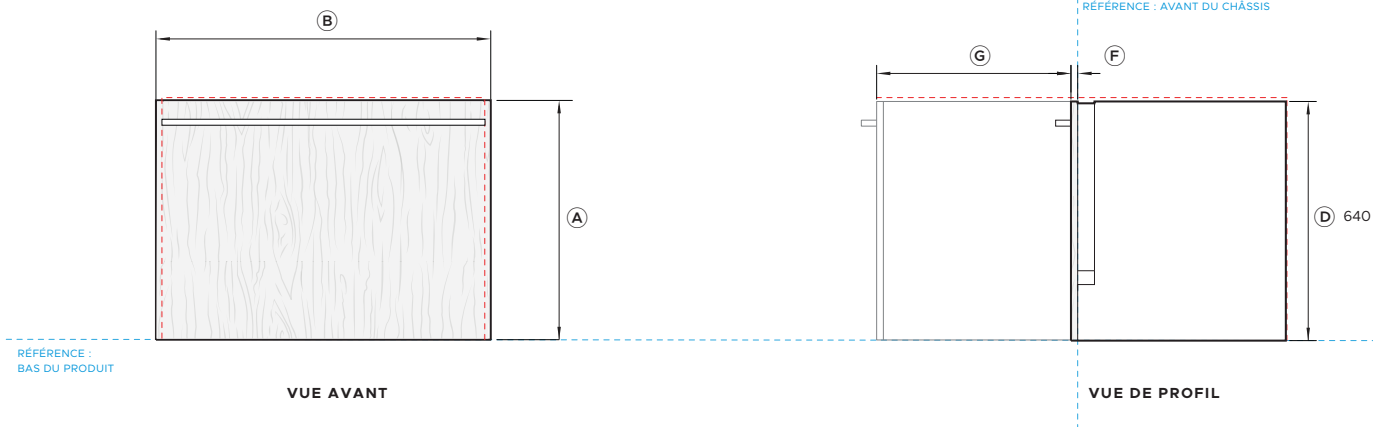 RÉFÉRENCE : AVANT DU CHÂSSIS
B
G
F
A
D 640
RÉFÉRENCE :
BAS DU PRODUIT
VUE AVANT
VUE DE PROFIL